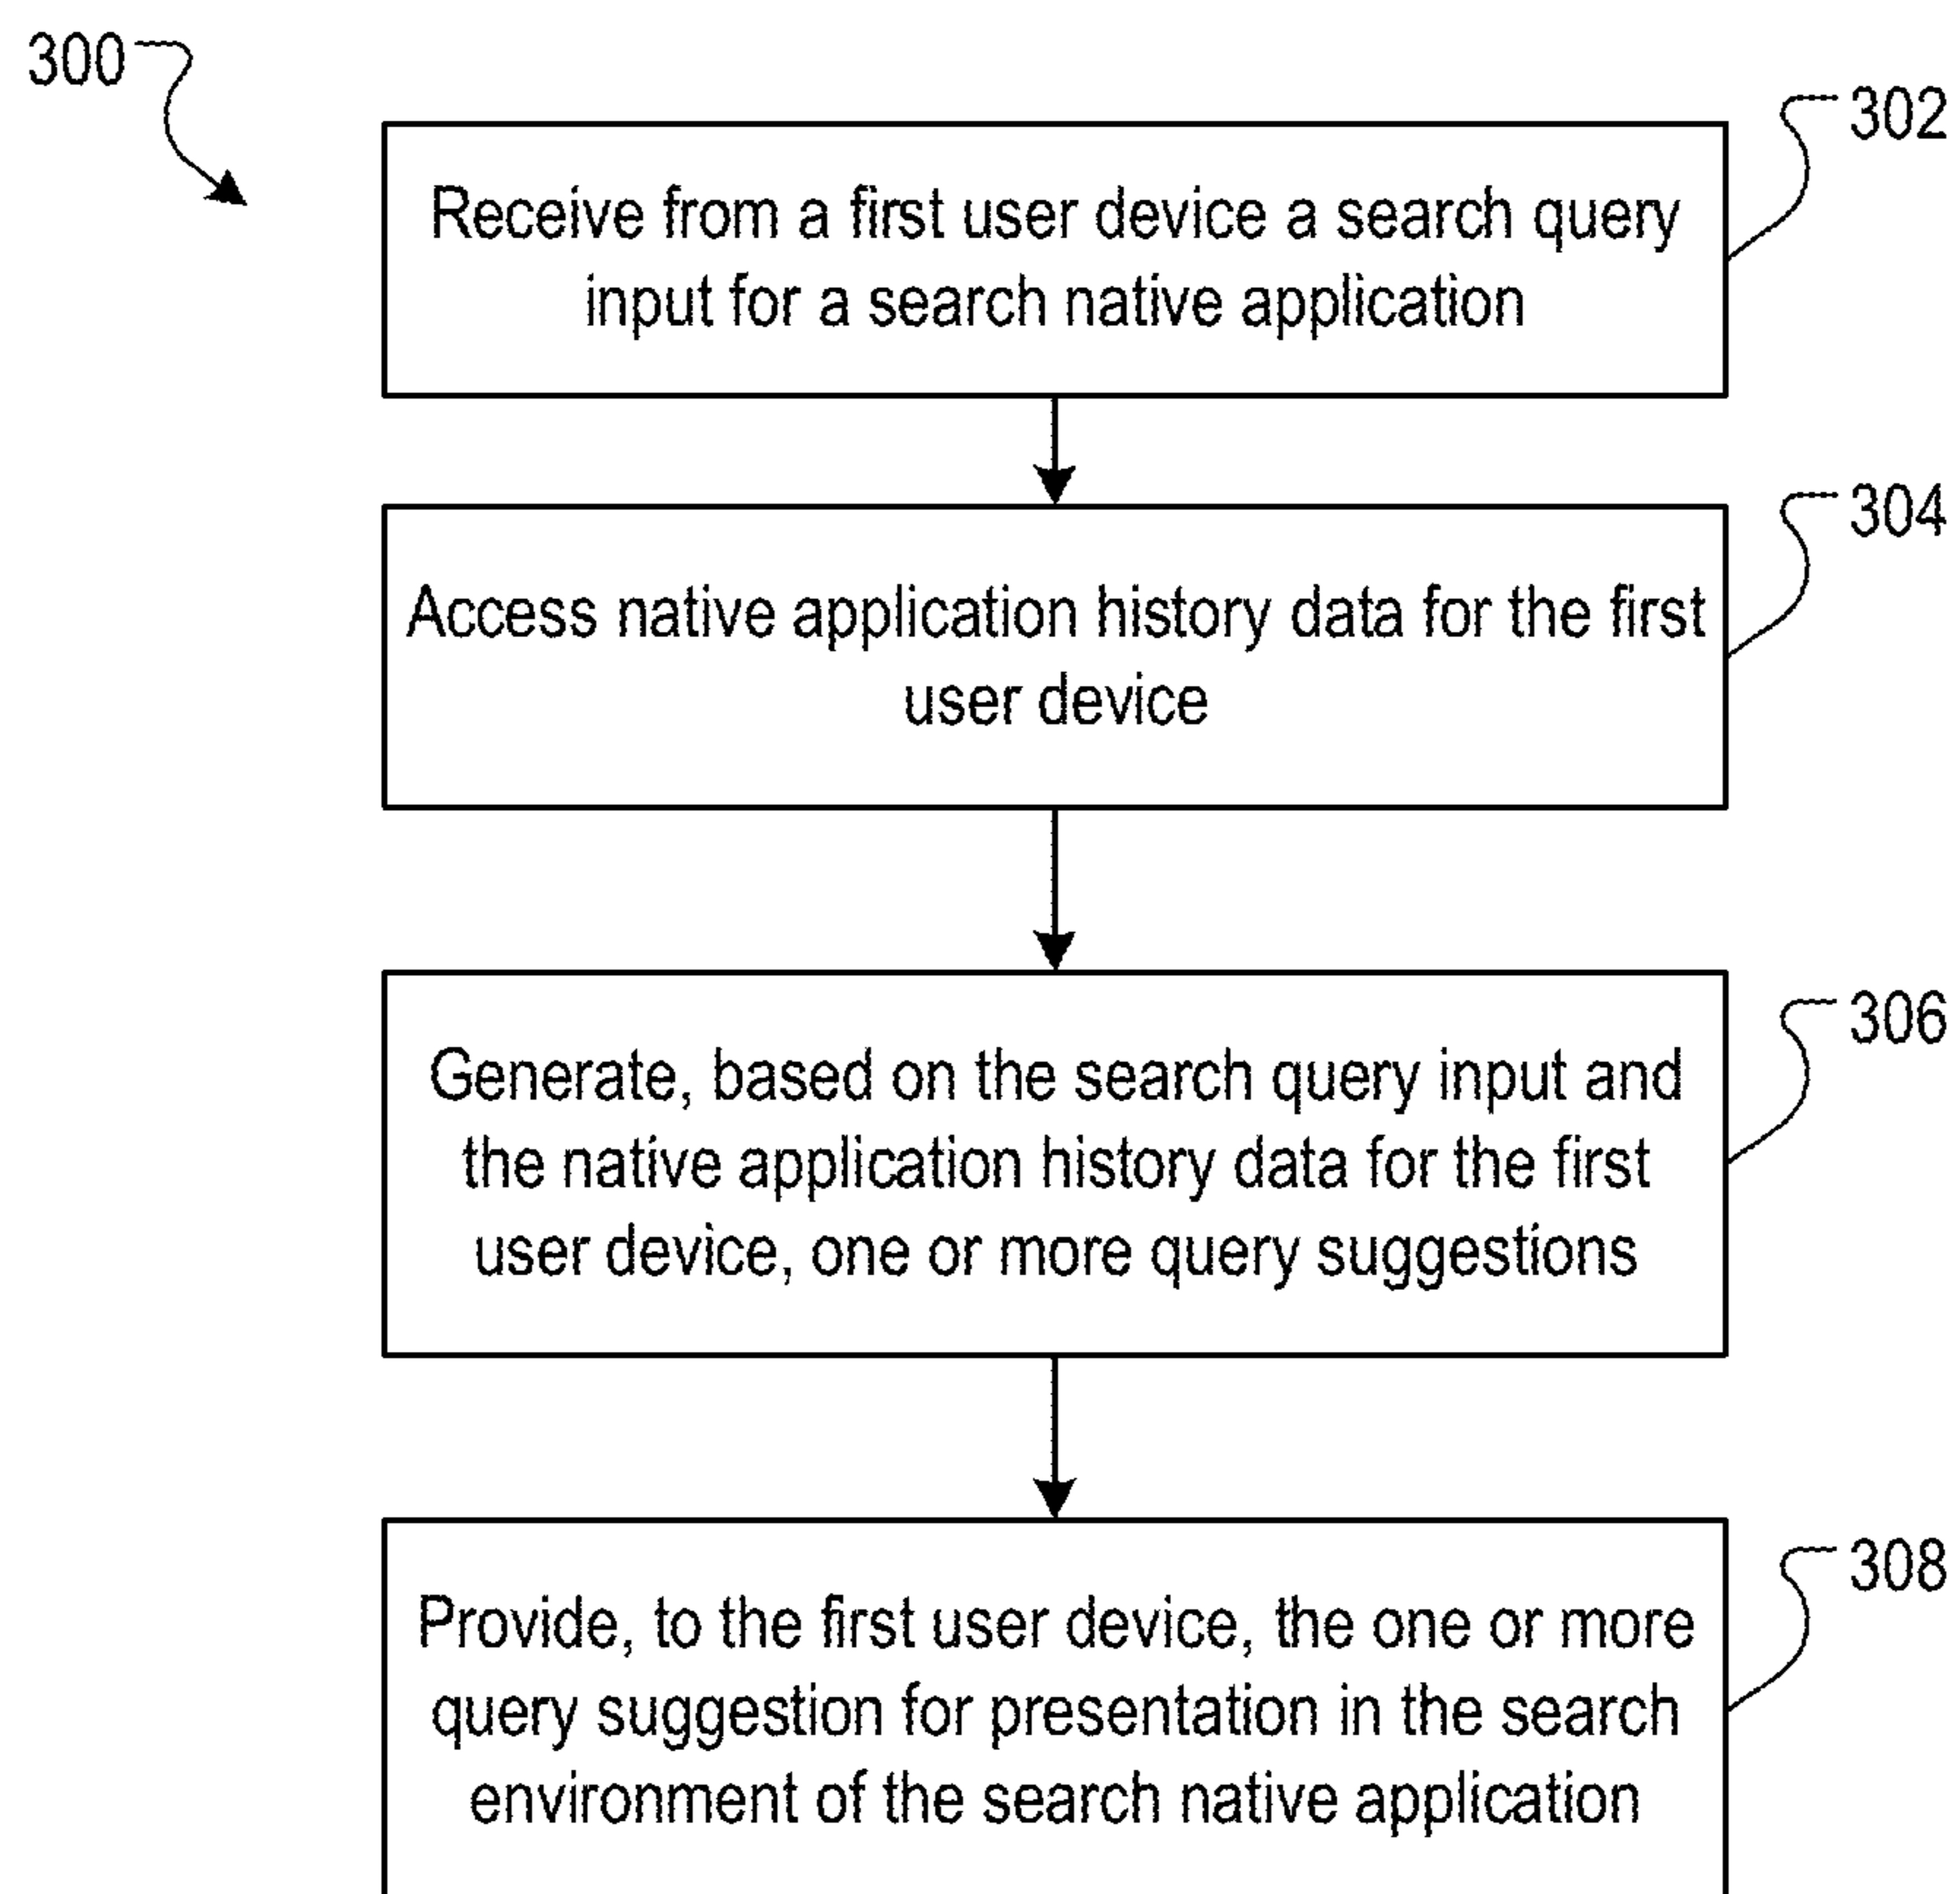 300
302
Receive from a first user device a search query
input for a search native application
304
Access native application history data for the first
user device
306
Generate, based on the search query input and
the native application history data for the first
user device, one or more query suggestions
308
Provide, to the first user device, the one or more
query suggestion for presentation in the search
environment of the search native application